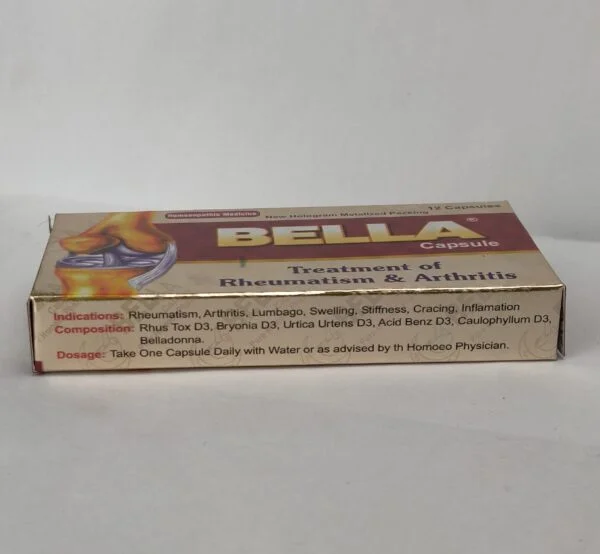 12 Capsules
Homoeopathic Medicine New Hologram Metalized Packing
BELLA®
Capsule
Treatment of
Rheumatism & Arthritis
Indications: Rheumatism, Arthritis, Lumbago, Swelling, Stiffness, Cracing, Inflamation
Composition: Rhus Tox D3, Bryonia D3, Urtica Urtens D3, Acid Benz D3, Caulophyllum D3,
Belladonna.
Dosage: Take One Capsule Daily with Water or as advised by th Homoeo Physician.